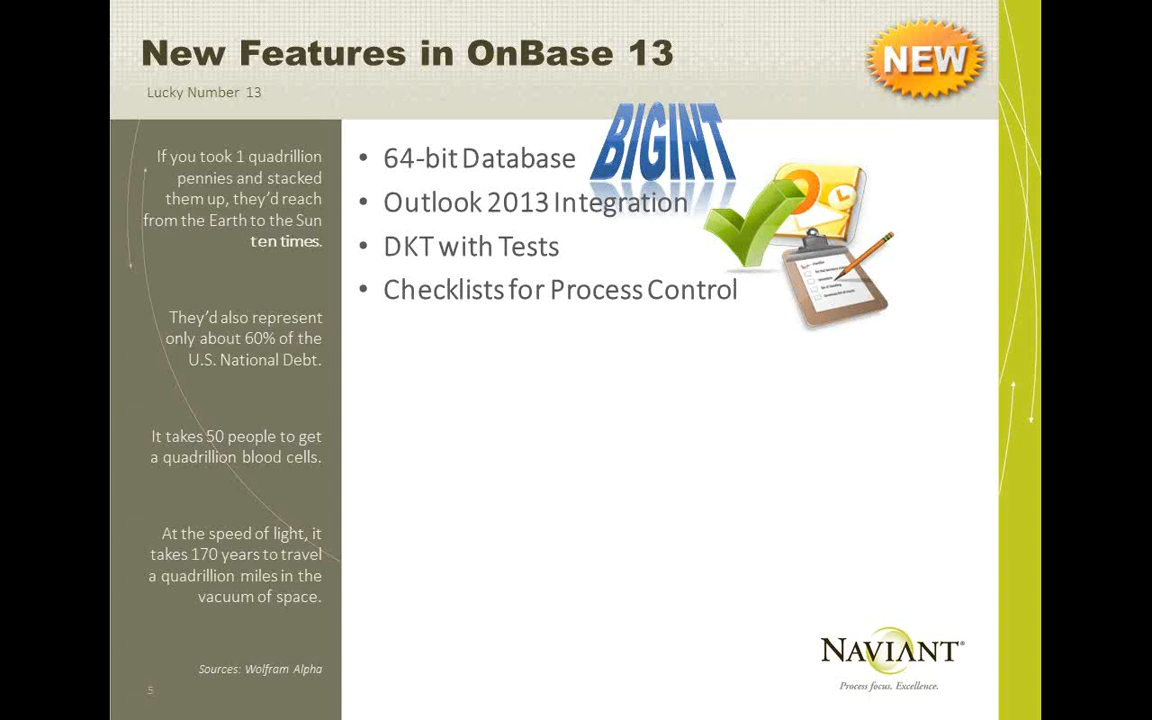 New Features in OnBase 13
NEW
Lucky Number 13
If you took 1 quadrillion
pennies and stacked
them up, they'd reach
from the Earth to the Sun
ten times.
They'd also represent
only about 60% of the
U.S. National Debt.
It takes 50 people to get
a quadrillion blood cells.
At the speed of light, it
takes 170 years to travel
a quadrillion miles in the
vacuum of space.
Sources: Wolfram Alpha
5
• 64-bit Database
BIGINT
• Outlook 2013 Integration
• DKT with Tests
• Checklists for Process Control
NAVIANT®
Process focus. Excellence.